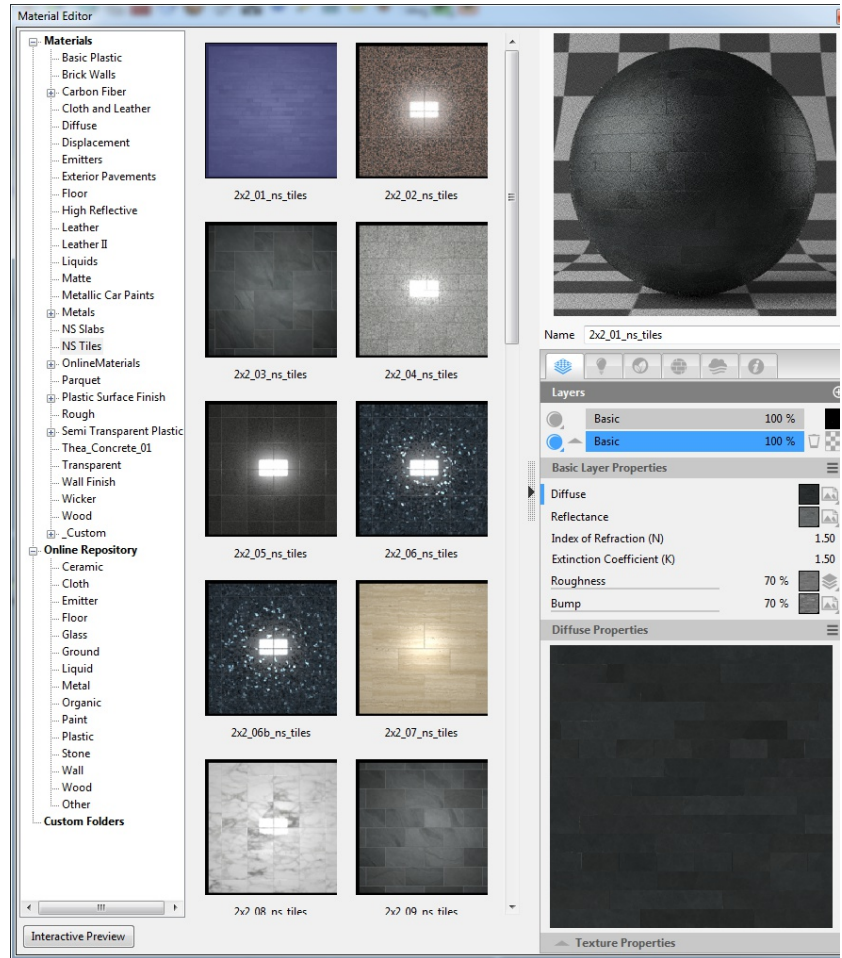 Material Editor
Materials
Basic Plastic
Brick Walls
Carbon Fiber
Cloth and Leather
Diffuse
Displacement
Emitters
Exterior Pavements
Floor
High Reflective
Leather
Leather II
Liquids
Matte
Metallic Car Paints
Metals
NS Slabs
NS Tiles
OnlineMaterials
Parquet
Plastic Surface Finish
Rough
Semi Transparent Plastic
Thea_Concrete_01
Transparent
Wall Finish
Wicker
Wood
_Custom
Online Repository
Ceramic
Cloth
Emitter
Floor
Glass
Ground
Liquid
Metal
Organic
Paint
Plastic
Stone
Wall
Wood
Other
Custom Folders
Interactive Preview
2x2_01_ns_tiles
2x2_02_ns_tiles
2x2_03_ns_tiles
2x2_04_ns_tiles
2x2_05_ns_tiles
2x2_06_ns_tiles
2x2_06b_ns_tiles
2x2_07_ns_tiles
2x2_08_ns_tiles
2x2_09_ns_tiles
Name 2x2_01_ns_tiles
Layers
Basic 100 %
Basic 100 %
Basic Layer Properties
Diffuse
Reflectance
Index of Refraction (N) 1.50
Extinction Coefficient (K) 1.50
Roughness 70 %
Bump 70 %
Diffuse Properties
Texture Properties